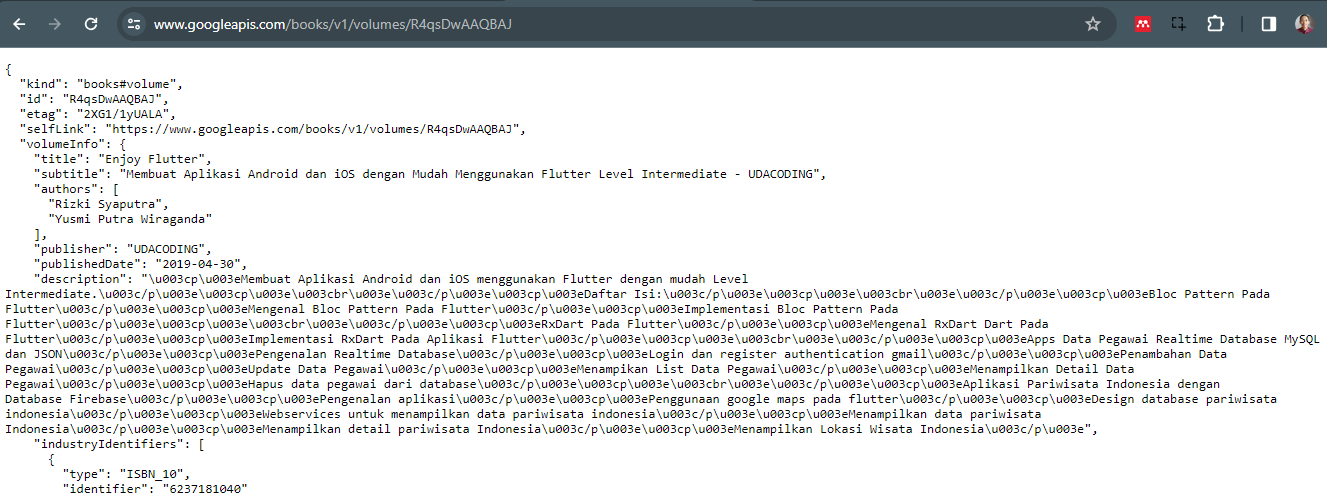 www.googleapis.com/books/v1/volumes/R4qsDwAAQBAJ
{
"kind": "books#volume",
"id": "R4qsDwAAQBAJ",
"etag": "2XG1/1yUALA",
"selfLink": "https://www.googleapis.com/books/v1/volumes/R4qsDwAAQBAJ",
"volumeInfo": {
"title": "Enjoy Flutter",
"subtitle": "Membuat Aplikasi Android dan iOS dengan Mudah Menggunakan Flutter Level Intermediate - UDACODING",
"authors": [
"Rizki Syaputra",
"Yusmi Putra Wiraganda"
],
"publisher": "UDACODING",
"publishedDate": "2019-04-30",
"description": "\u003cp\u003eMembuat Aplikasi Android dan iOS menggunakan Flutter dengan mudah Level
Intermediate.\u003c/p\u003e\u003cp\u003e\u003cbr\u003e\u003c/p\u003e\u003cp\u003eDaftar Isi:\u003c/p\u003e\u003cp\u003e\u003cbr\u003e\u003c/p\u003e\u003cp\u003eBloc Pattern Pada
Flutter\u003c/p\u003e\u003cp\u003eMengenal Bloc Pattern Pada Flutter\u003c/p\u003e\u003cp\u003eImplementasi Bloc Pattern Pada
Flutter\u003c/p\u003e\u003cp\u003e\u003cbr\u003e\u003c/p\u003e\u003cp\u003eRxDart Pada Flutter\u003c/p\u003e\u003cp\u003eMengenal RxDart Dart Pada
Flutter\u003c/p\u003e\u003cp\u003eImplementasi RxDart Pada Aplikasi Flutter\u003c/p\u003e\u003cp\u003e\u003cbr\u003e\u003c/p\u003e\u003cp\u003eApps Data Pegawai Realtime Database MySQL
dan JSON\u003c/p\u003e\u003cp\u003ePengenalan Realtime Database\u003c/p\u003e\u003cp\u003eLogin dan register authentication gmail\u003c/p\u003e\u003cp\u003ePenambahan Data
Pegawai\u003c/p\u003e\u003cp\u003eUpdate Data Pegawai\u003c/p\u003e\u003cp\u003eMenampikan List Data Pegawai\u003c/p\u003e\u003cp\u003eMenampilkan Detail Data
Pegawai\u003c/p\u003e\u003cp\u003eHapus data pegawai dari database\u003c/p\u003e\u003cp\u003e\u003cbr\u003e\u003c/p\u003e\u003cp\u003eAplikasi Pariwisata Indonesia dengan
Database Firebase\u003c/p\u003e\u003cp\u003ePengenalan aplikasi\u003c/p\u003e\u003cp\u003ePenggunaan google maps pada flutter\u003c/p\u003e\u003cp\u003eDesign database pariwisata
indonesia\u003c/p\u003e\u003cp\u003eWebservices untuk menampilkan data pariwisata indonesia\u003c/p\u003e\u003cp\u003eMenampilkan data pariwisata
Indonesia\u003c/p\u003e\u003cp\u003eMenampilkan detail pariwisata Indonesia\u003c/p\u003e\u003cp\u003eMenampilkan Lokasi Wisata Indonesia\u003c/p\u003e",
"industryIdentifiers": [
{
"type": "ISBN_10",
"identifier": "6237181040"